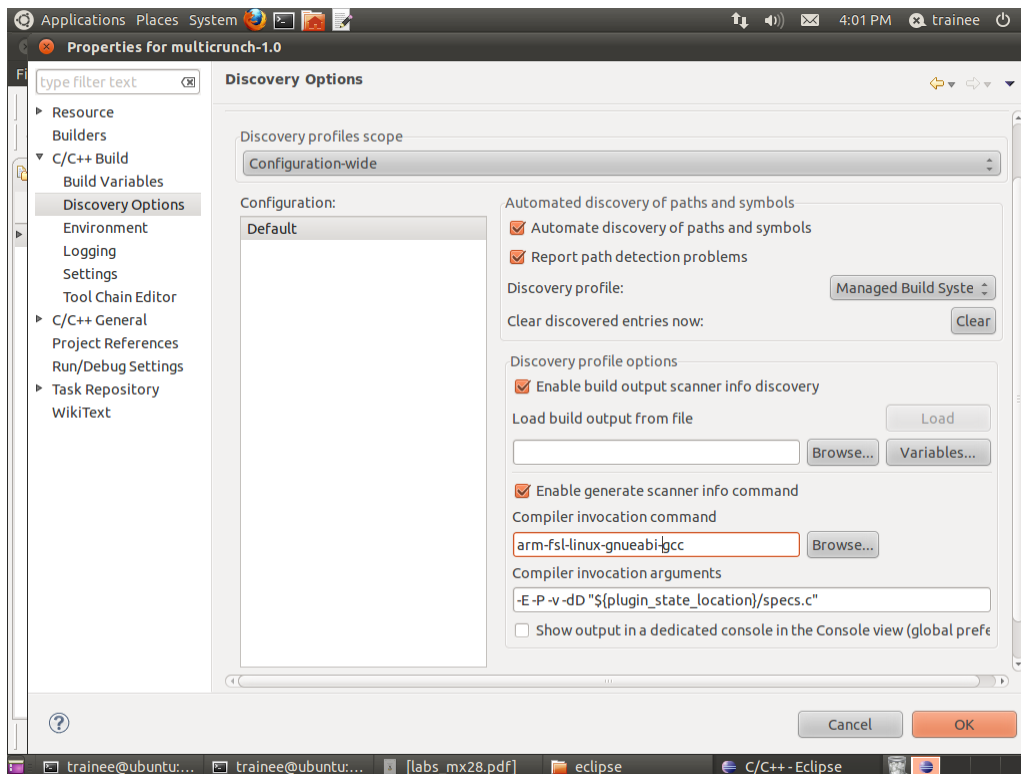 Applications Places System 4:01 PM trainee
Properties for multicrunch-1.0
Fi
type filter text
Discovery Options
Resource
Builders
C/C++ Build
Build Variables
Discovery Options
Environment
Logging
Settings
Tool Chain Editor
C/C++ General
Project References
Run/Debug Settings
Task Repository
WikiText
Discovery profiles scope
Configuration-wide
Configuration:
Default
Automated discovery of paths and symbols
Automate discovery of paths and symbols
Report path detection problems
Discovery profile: Managed Build Syste
Clear discovered entries now: Clear
Discovery profile options
Enable build output scanner info discovery
Load build output from file Load
Browse... Variables...
Enable generate scanner info command
Compiler invocation command
arm-fsl-linux-gnueabi-gcc Browse...
Compiler invocation arguments
-E -P -v -dD "${plugin_state_location}/specs.c"
Show output in a dedicated console in the Console view (global prefe
? Cancel OK
trainee@ubuntu:... trainee@ubuntu:... [labs_mx28.pdf] eclipse C/C++ - Eclipse